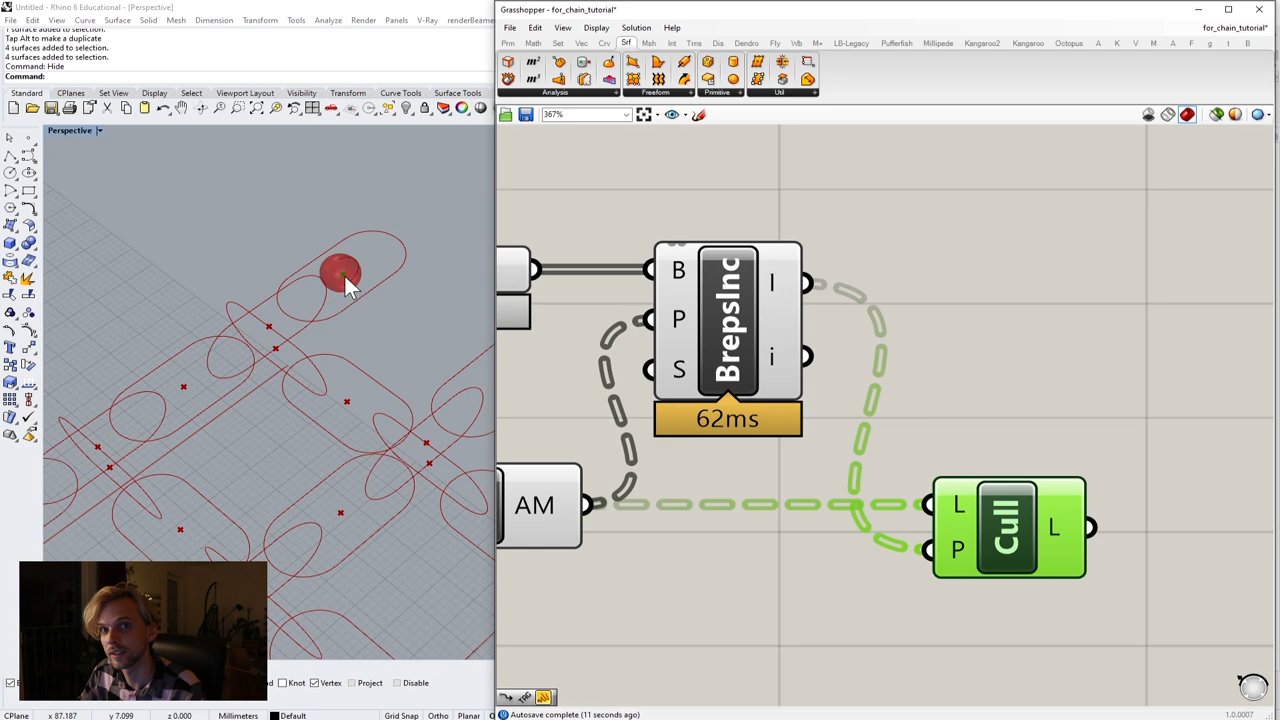 Untitled - Rhino 6 Educational - [Perspective]
File Edit View Curve Surface Solid Mesh Dimension Transform Tools Analyze Render Panels V-Ray
1 surface added to selection.
Tap Alt to make a duplicate
4 surfaces added to selection.
4 surfaces added to selection.
Command: Hide
Command:
Standard CPlanes Set View Display Select Viewport Layout Visibility Transform Curve Tools Surface Tools
Perspective
Knot Vertex Project Disable
CPlane x 87.187 y 7.099 z 0.000 Millimeters Default Grid Snap Ortho Planar
Grasshopper - for_chain_tutorial*
File Edit View Display Solution Help for_chain_tutorial*
Prm Math Set Vec Crv Srf Msh Int Trns Dis Dendro Fly Wb M+ LB-Legacy Pufferfish Millipede Kangaroo2 Kangaroo Octopus A K V M A F g t B
Analysis Freeform Primitive Util
367%
B P S BrepsInc I i
62ms
AM
L P Cull L
Autosave complete (11 seconds ago) 1.0.0007